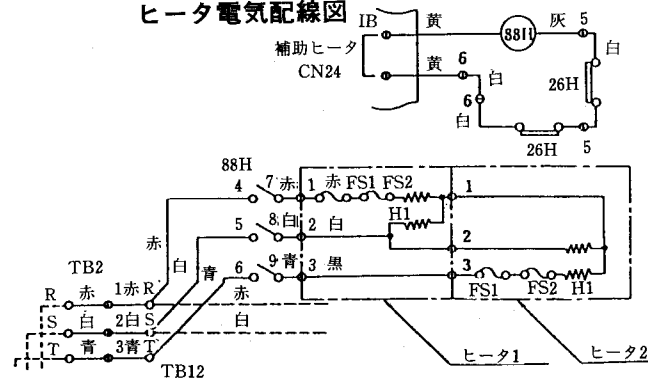 ヒータ電気配線図
IB 黄 88H 灰 5
補助ヒータ 白
CN24 黄 6 白 26H
6
白
26H 5
88H
4 7 赤 1 赤 FS1 FS2 1
5 8 白 2 白 H1
赤 白 青 2
6 9 青 3 黒 3
FS1 FS2 H1
TB2
R 赤 1赤 R 赤
S 白 2白 S 白
T 青 3青 T
TB12
ヒータ1 ヒータ2